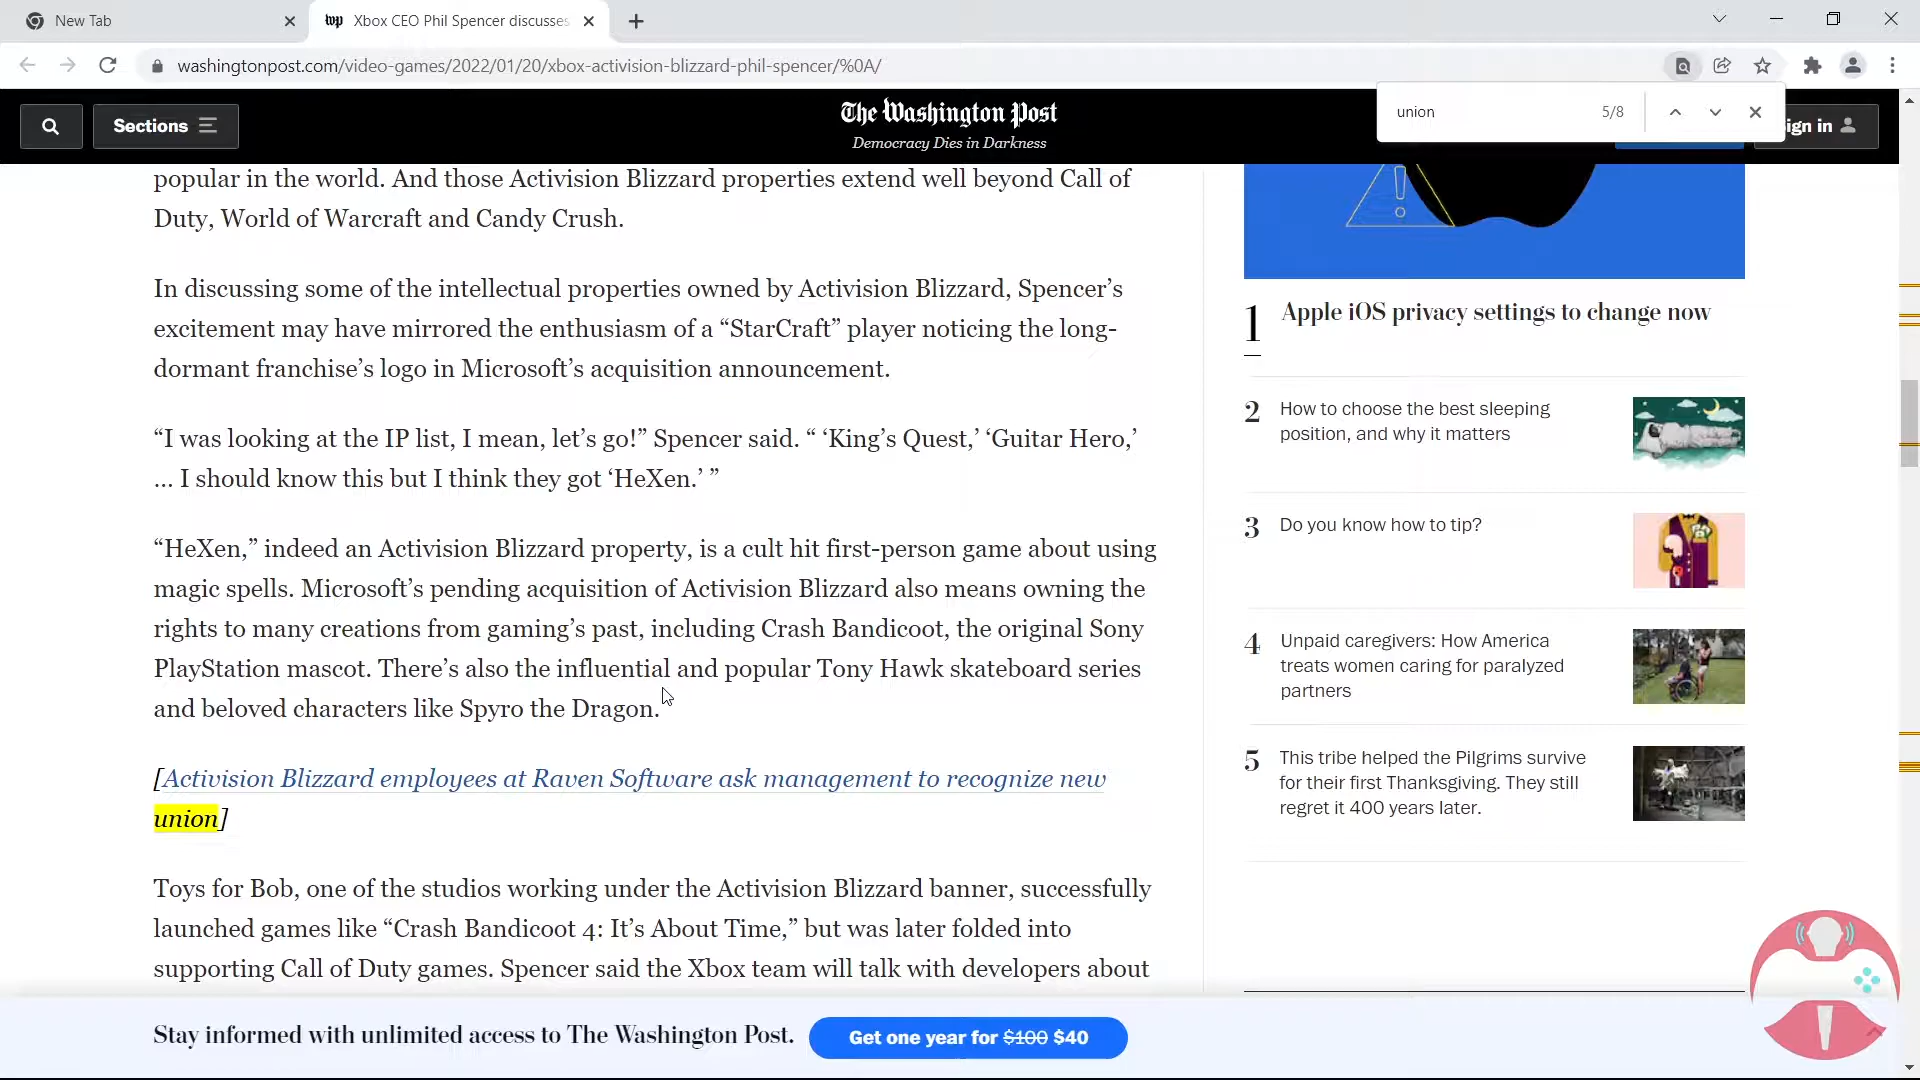 New Tab
Xbox CEO Phil Spencer discusses
washingtonpost.com/video-games/2022/01/20/xbox-activision-blizzard-phil-spencer/%0A/
union 5/8
Sections
The Washington Post
Democracy Dies in Darkness
ign in
popular in the world. And those Activision Blizzard properties extend well beyond Call of
Duty, World of Warcraft and Candy Crush.
In discussing some of the intellectual properties owned by Activision Blizzard, Spencer’s
excitement may have mirrored the enthusiasm of a “StarCraft” player noticing the long-
dormant franchise’s logo in Microsoft’s acquisition announcement.
“I was looking at the IP list, I mean, let’s go!” Spencer said. “ ‘King’s Quest,’ ‘Guitar Hero,’
... I should know this but I think they got ‘HeXen.’ ”
“HeXen,” indeed an Activision Blizzard property, is a cult hit first-person game about using
magic spells. Microsoft’s pending acquisition of Activision Blizzard also means owning the
rights to many creations from gaming’s past, including Crash Bandicoot, the original Sony
PlayStation mascot. There’s also the influential and popular Tony Hawk skateboard series
and beloved characters like Spyro the Dragon.
[Activision Blizzard employees at Raven Software ask management to recognize new
union]
Toys for Bob, one of the studios working under the Activision Blizzard banner, successfully
launched games like “Crash Bandicoot 4: It’s About Time,” but was later folded into
supporting Call of Duty games. Spencer said the Xbox team will talk with developers about
1 Apple iOS privacy settings to change now
2 How to choose the best sleeping
position, and why it matters
3 Do you know how to tip?
4 Unpaid caregivers: How America
treats women caring for paralyzed
partners
5 This tribe helped the Pilgrims survive
for their first Thanksgiving. They still
regret it 400 years later.
Stay informed with unlimited access to The Washington Post.
Get one year for $100 $40